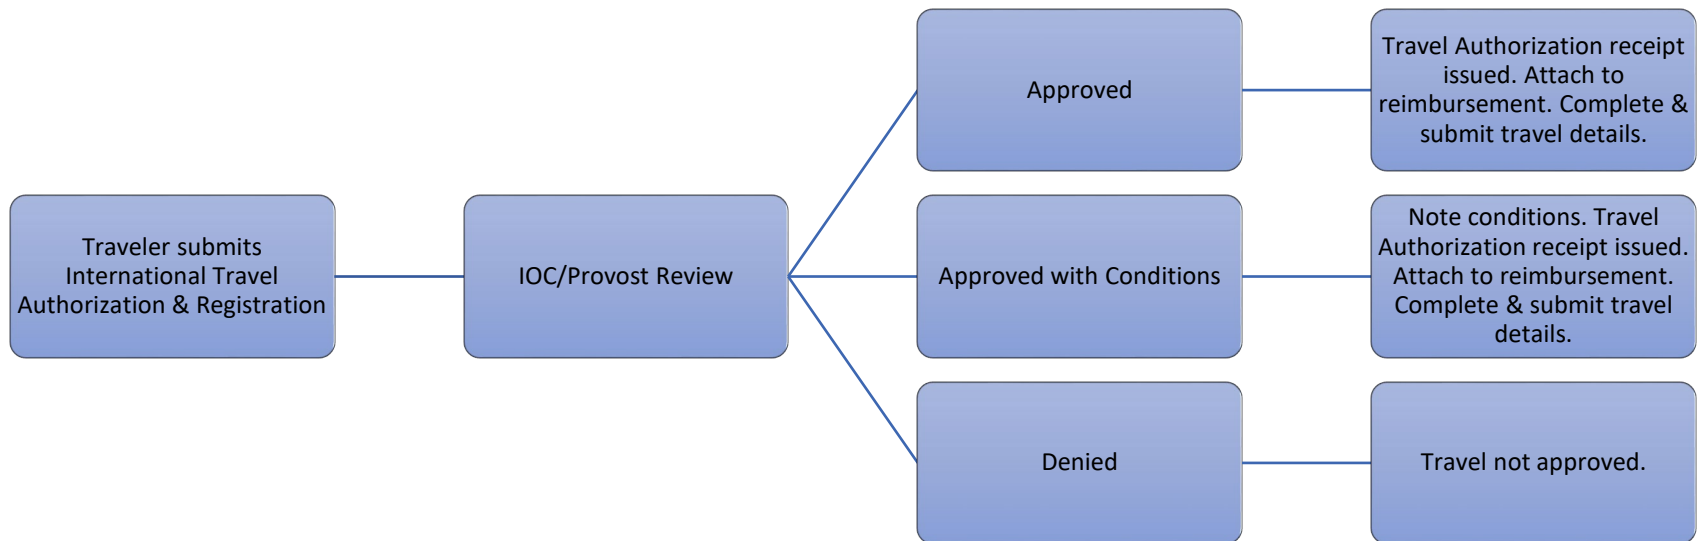 Traveler submits
International Travel
Authorization & Registration
IOC/Provost Review
Approved
Travel Authorization receipt
issued. Attach to
reimbursement. Complete &
submit travel details.
Approved with Conditions
Note conditions. Travel
Authorization receipt issued.
Attach to reimbursement.
Complete & submit travel
details.
Denied
Travel not approved.